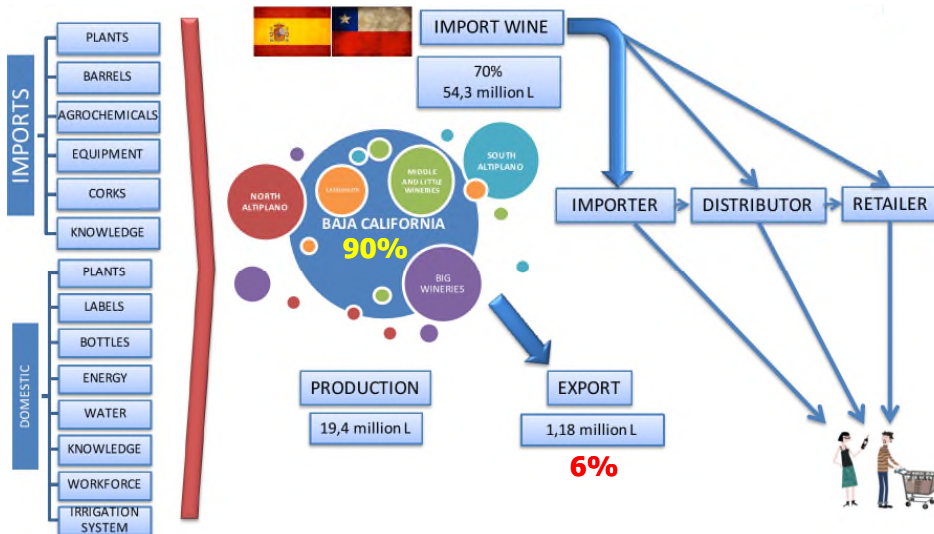 IMPORTS
PLANTS
BARRELS
AGROCHEMICALS
EQUIPMENT
CORKS
KNOWLEDGE
DOMESTIC
PLANTS
LABELS
BOTTLES
ENERGY
WATER
KNOWLEDGE
WORKFORCE
IRRIGATION
SYSTEM
IMPORT WINE
70%
54,3 million L
NORTH
ALTIPLANO
MIDDLE
AND LITTLE
WINERIES
SOUTH
ALTIPLANO
BAJA CALIFORNIA
90%
BIG
WINERIES
IMPORTER
DISTRIBUTOR
RETAILER
PRODUCTION
19,4 million L
EXPORT
1,18 million L
6%